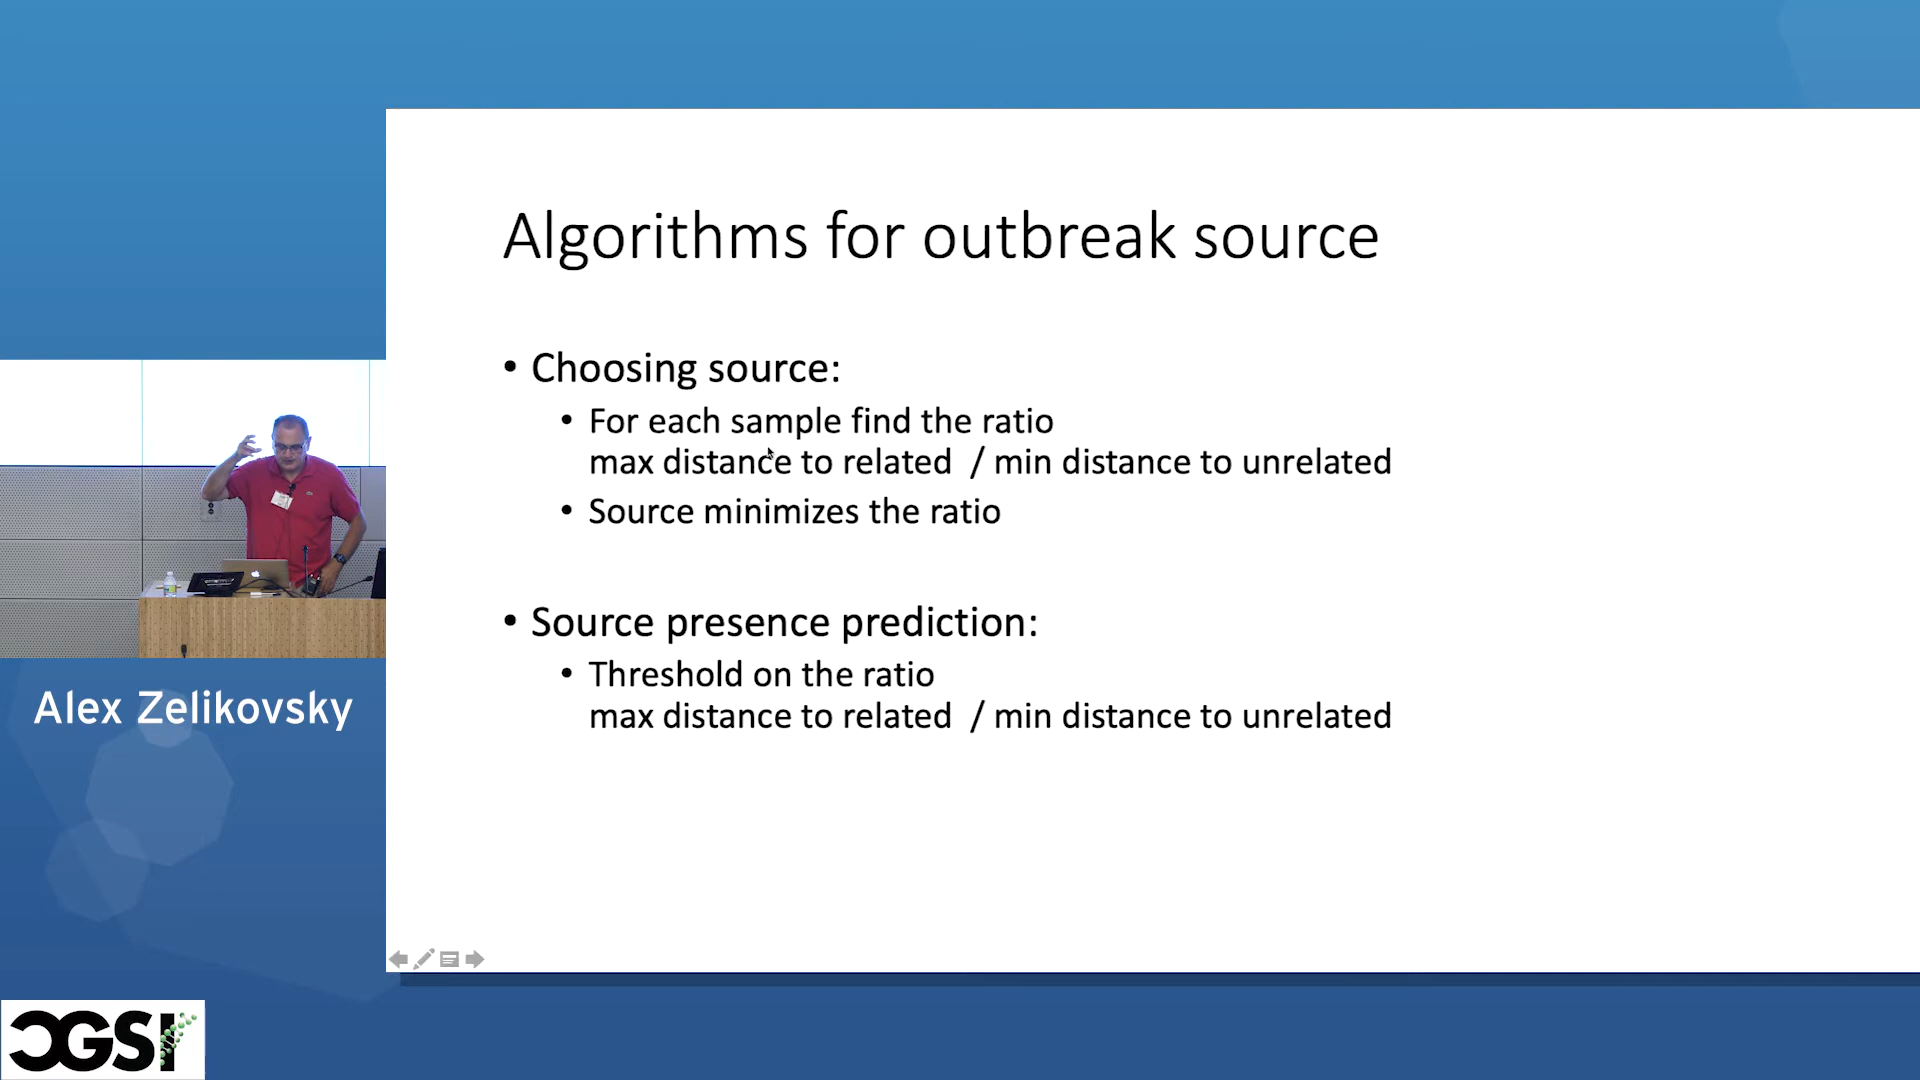 Algorithms for outbreak source
• Choosing source:
• For each sample find the ratio
max distance to related / min distance to unrelated
• Source minimizes the ratio
• Source presence prediction:
• Threshold on the ratio
max distance to related / min distance to unrelated
Alex Zelikovsky
CGSI